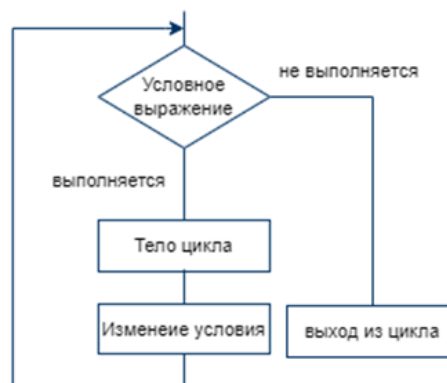 не выполняется
Условное
выражение
выполняется
Тело цикла
Изменеие условия
выход из цикла